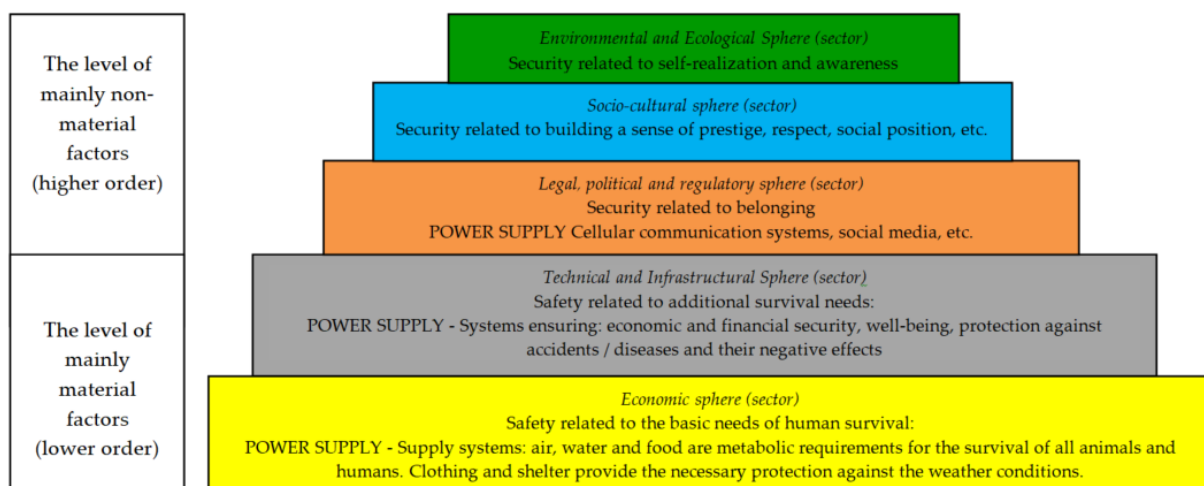 The level of
mainly non-
material
factors
(higher order)
Environmental and Ecological Sphere (sector)
Security related to self-realization and awareness
Socio-cultural sphere (sector)
Security related to building a sense of prestige, respect, social position, etc.
Legal, political and regulatory sphere (sector)
Security related to belonging
POWER SUPPLY Cellular communication systems, social media, etc.
The level of
mainly
material
factors
(lower order)
Technical and Infrastructural Sphere (sector)
Safety related to additional survival needs:
POWER SUPPLY - Systems ensuring: economic and financial security, well-being, protection against
accidents / diseases and their negative effects
Economic sphere (sector)
Safety related to the basic needs of human survival:
POWER SUPPLY - Supply systems: air, water and food are metabolic requirements for the survival of all animals and
humans. Clothing and shelter provide the necessary protection against the weather conditions.